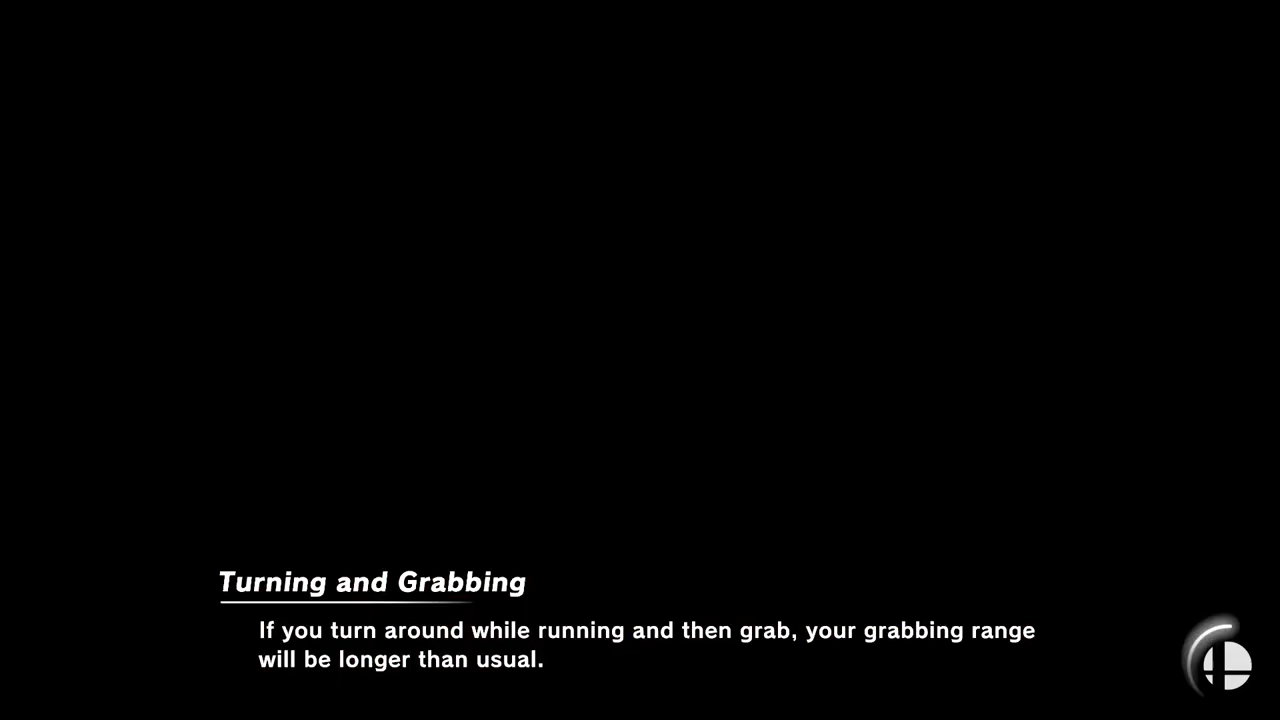 Turning and Grabbing
If you turn around while running and then grab, your grabbing range
will be longer than usual.